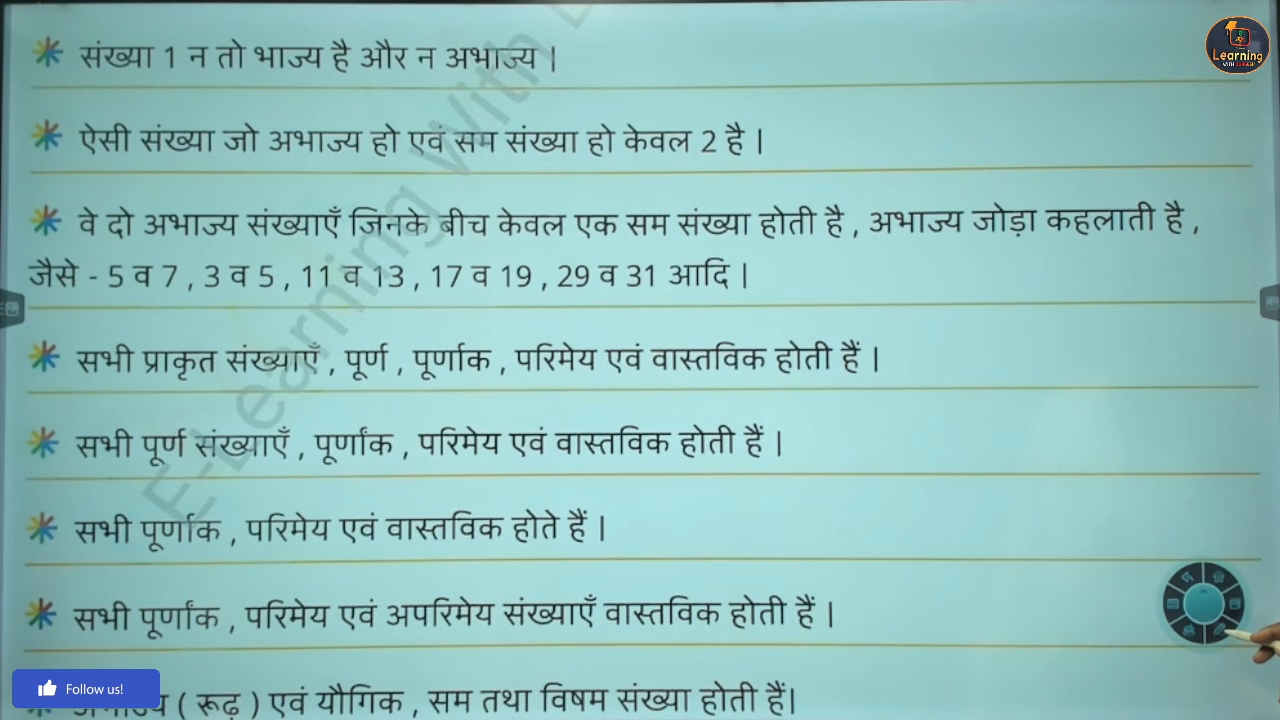 संख्या 1 न तो भाज्य है और न अभाज्य |
ऐसी संख्या जो अभाज्य हो एवं सम संख्या हो केवल 2 है |
वे दो अभाज्य संख्याएँ जिनके बीच केवल एक सम संख्या होती है , अभाज्य जोड़ा कहलाती है ,
जैसे - 5 व 7 , 3 व 5 , 11 व 13 , 17 व 19 , 29 व 31 आदि |
सभी प्राकृत संख्याएँ , पूर्ण , पूर्णाक , परिमेय एवं वास्तविक होती हैं |
सभी पूर्ण संख्याएँ , पूर्णांक , परिमेय एवं वास्तविक होती हैं |
सभी पूर्णाक , परिमेय एवं वास्तविक होते हैं |
सभी पूर्णांक , परिमेय एवं अपरिमेय संख्याएँ वास्तविक होती हैं |
( रूढ़ ) एवं यौगिक , सम तथा विषम संख्या होती हैं|
E-Learning With
Learning
Follow us!